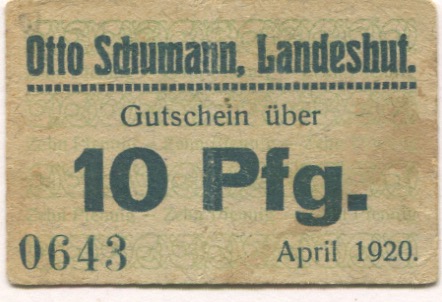 Otto Schumann, Landeshut.
Gutschein über
10 Pfg.
0643 April 1920.